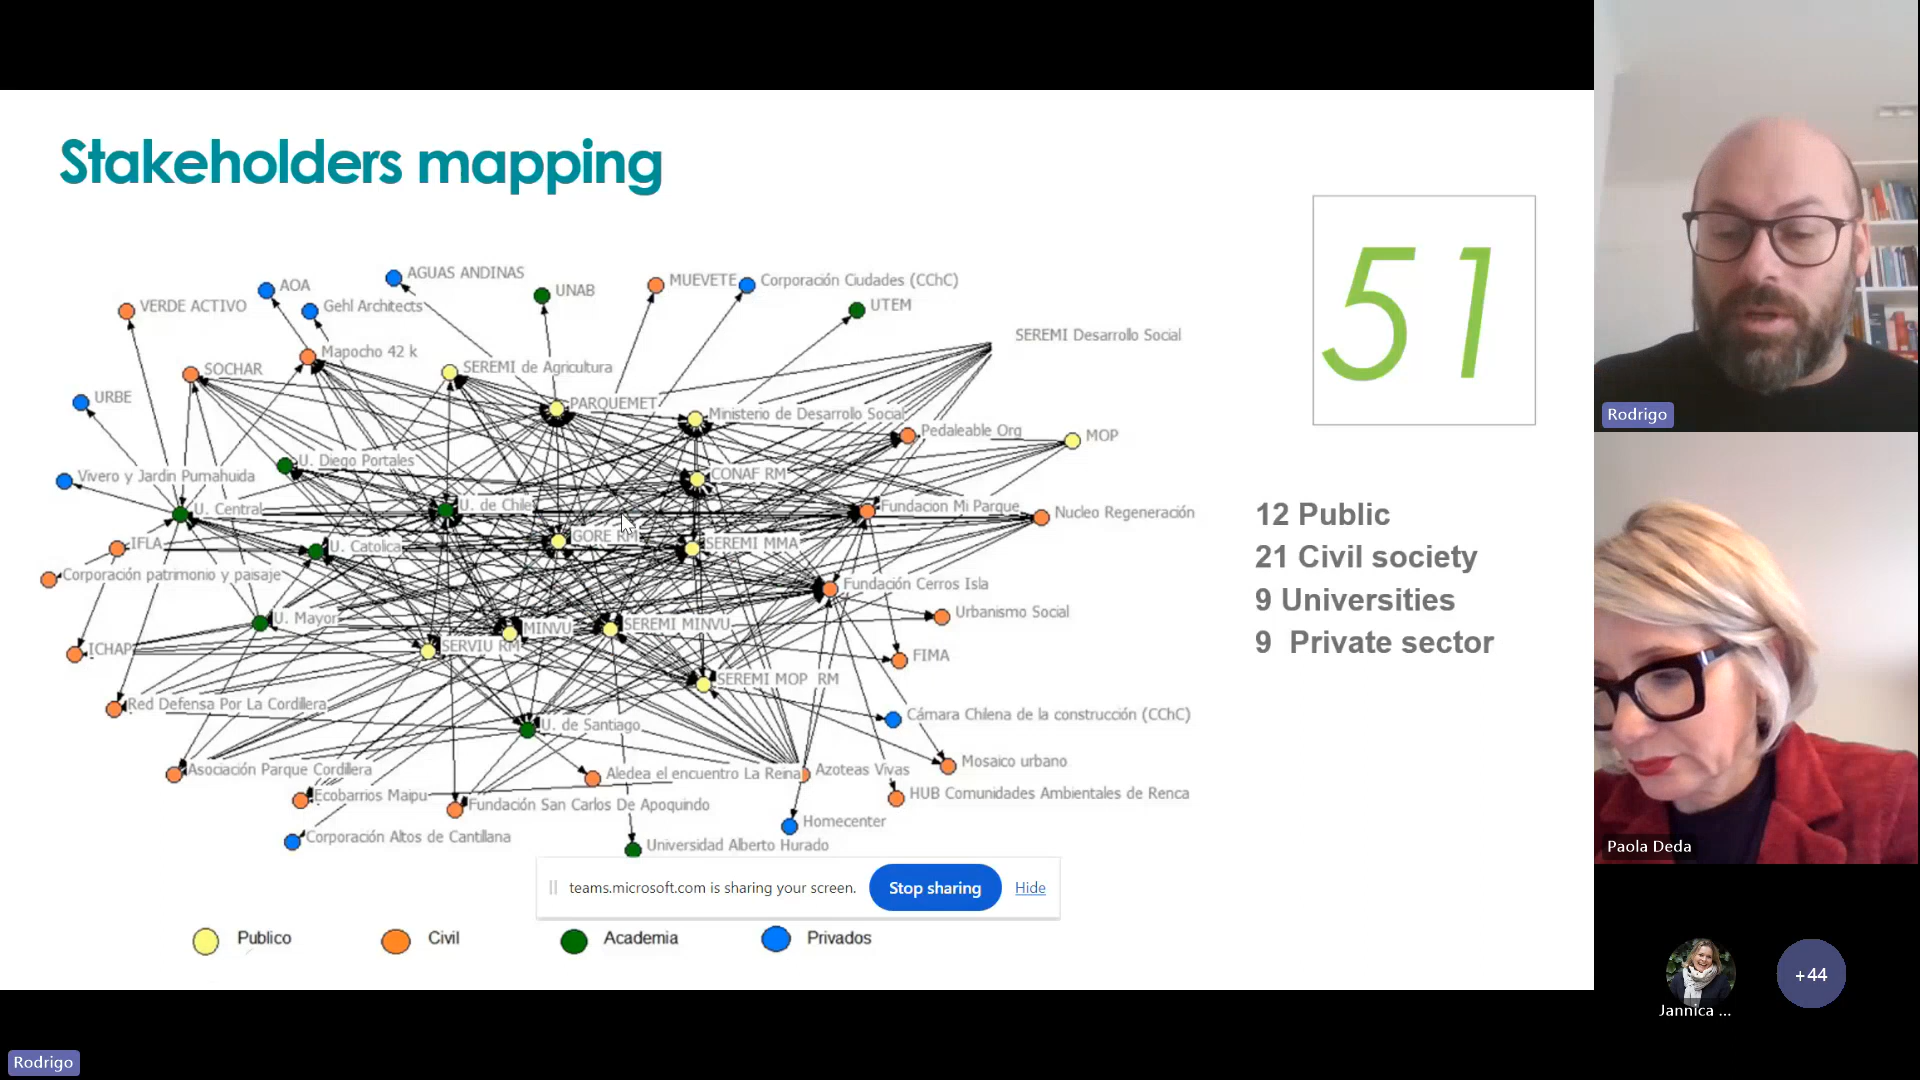 Stakeholders mapping
51
AGUAS ANDINAS
AOA
UNAB
MUEVETE
Corporación Ciudades (CChC)
VERDE ACTIVO
Gehl Architects
UTEM
SEREMI Desarrollo Social
Mapocho 42 k
SOCHAR
SEREMI de Agricultura
URBE
PARQUEMET
Ministerio de Desarrollo Social
Pedaleable Org
MOP
U. Diego Portales
Vivero y Jardin Pumahuida
CONAF RM
U. Central
U. de Chile
Fundacion Mi Parque
Nucleo Regeneración
IFLA
U. Catolica
GORE RM
SEREMI MMA
Corporación patrimonio y paisaje
Fundación Cerros Isla
U. Mayor
MINVU
SEREMI MINVU
Urbanismo Social
ICHAP
SERVIU RM
FIMA
SEREMI MOP RM
Red Defensa Por La Cordillera
U. de Santiago
Cámara Chilena de la construcción (CChC)
Asociación Parque Cordillera
Aledea el encuentro La Reina
Azoteas Vivas
Mosaico urbano
Ecobarrios Maipu
Fundación San Carlos De Apoquindo
HUB Comunidades Ambientales de Renca
Corporación Altos de Cantillana
Homecenter
Universidad Alberto Hurado
12 Public
21 Civil society
9 Universities
9 Private sector
teams.microsoft.com is sharing your screen.
Stop sharing
Hide
Publico
Civil
Academia
Privados
Rodrigo
Paola Deda
Jannica ...
+44
Rodrigo